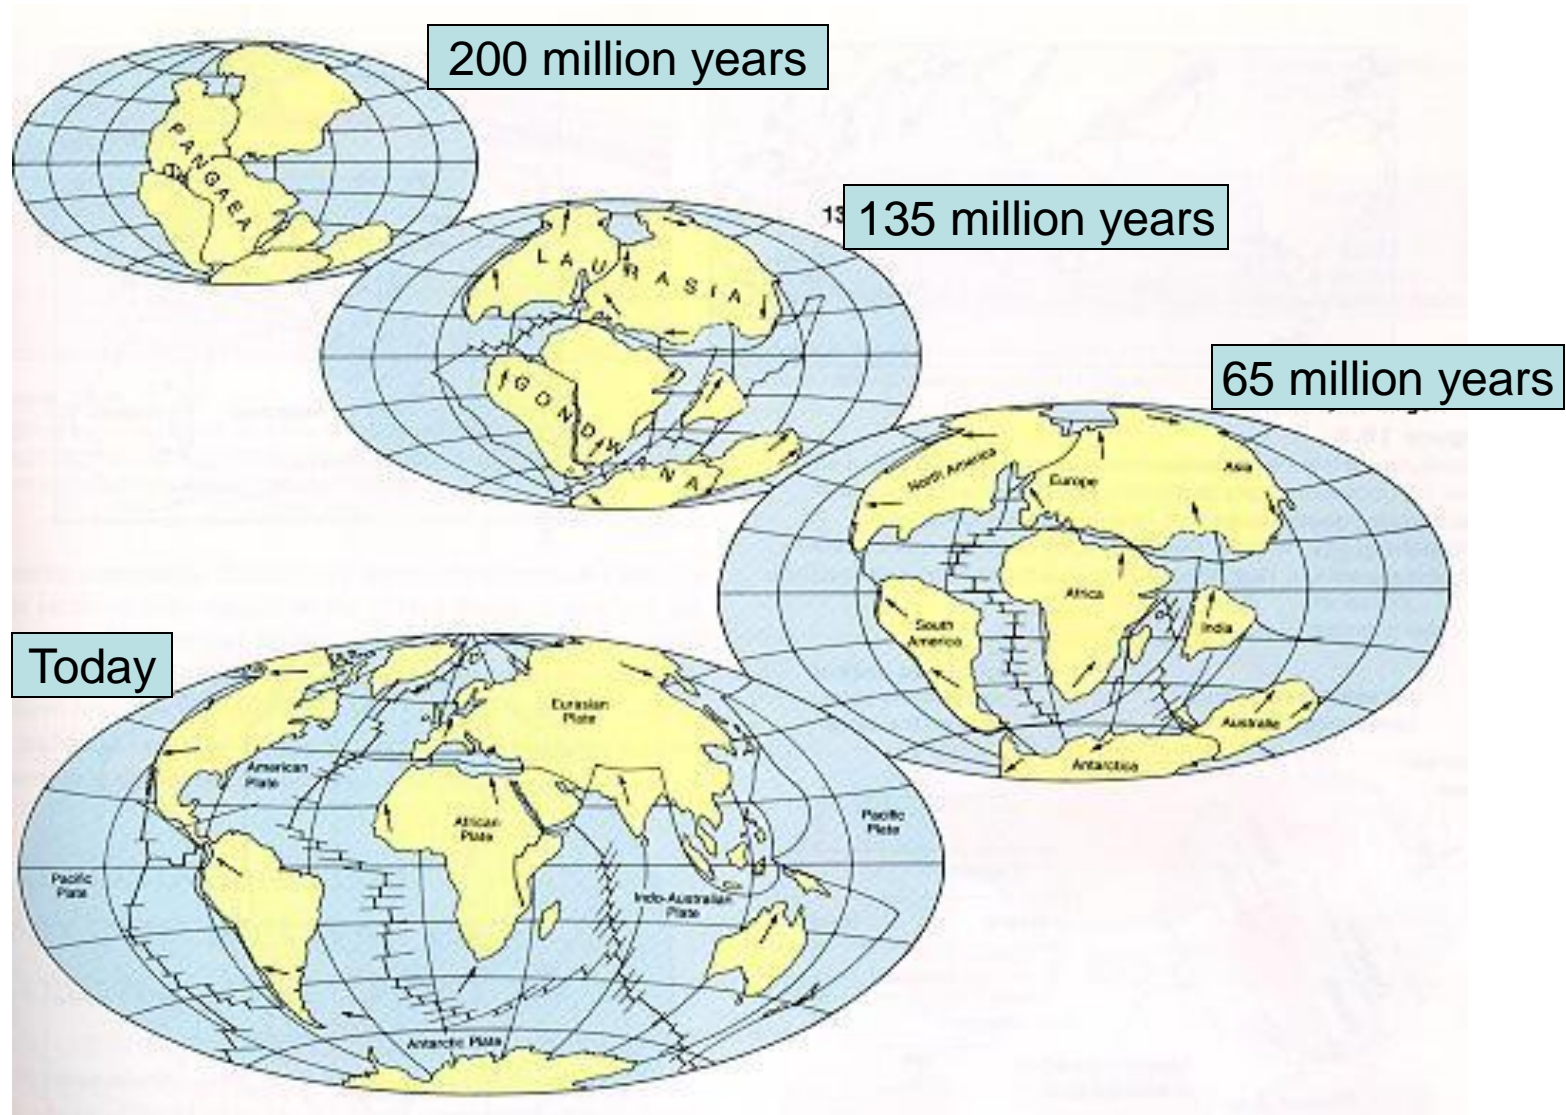 200 million years
PANGAEA
13
135 million years
LAURASIA
GONDWANA
65 million years
North America
Europe
Asia
Africa
South
America
India
Australia
Antarctica
Today
Eurasian
Plate
American
Plate
African
Plate
Pacific
Plate
Pacific
Plate
Indo-Australian
Plate
Antarctic Plate